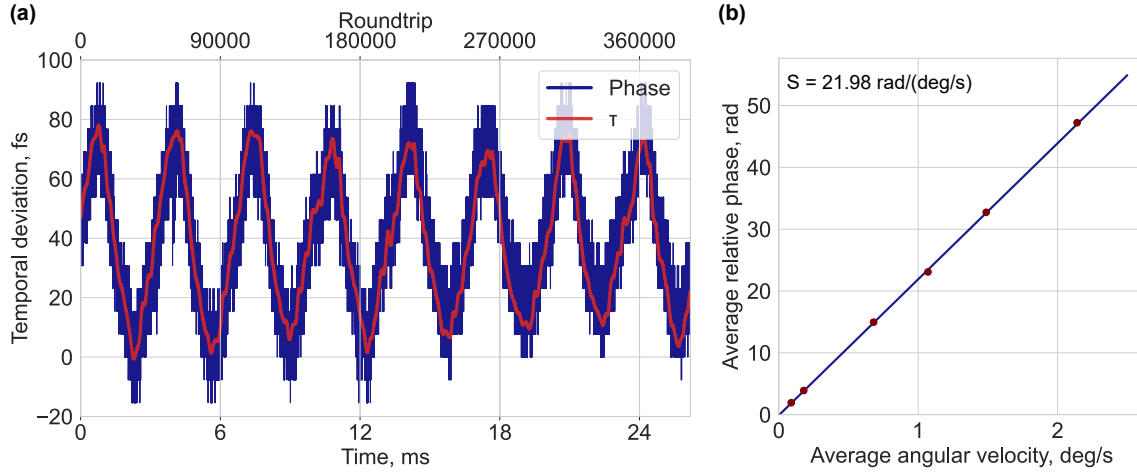 (a)
Roundtrip
0 90000 180000 270000 360000
Temporal deviation, fs
100
80
60
40
20
0
−20
Phase
τ
0 6 12 18 24
Time, ms
(b)
S = 21.98 rad/(deg/s)
Average relative phase, rad
50
40
30
20
10
0
0 1 2
Average angular velocity, deg/s